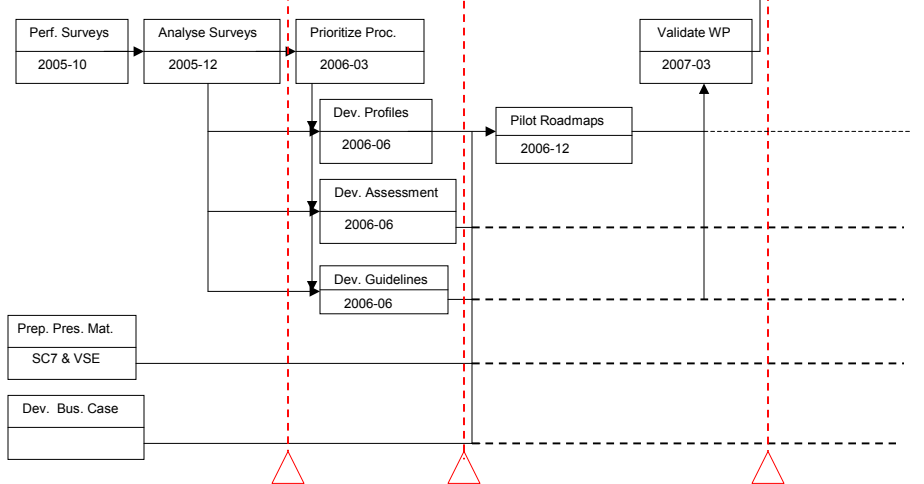 Perf. Surveys
2005-10
Analyse Surveys
2005-12
Prioritize Proc.
2006-03
Validate WP
2007-03
Dev. Profiles
2006-06
Pilot Roadmaps
2006-12
Dev. Assessment
2006-06
Dev. Guidelines
2006-06
Prep. Pres. Mat.
SC7 & VSE
Dev. Bus. Case